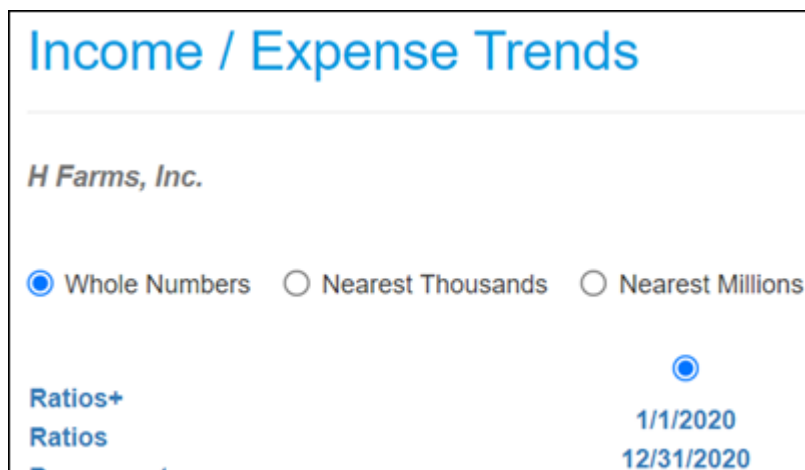 Income / Expense Trends
H Farms, Inc.
Whole Numbers Nearest Thousands Nearest Millions
Ratios+
1/1/2020
Ratios
12/31/2020